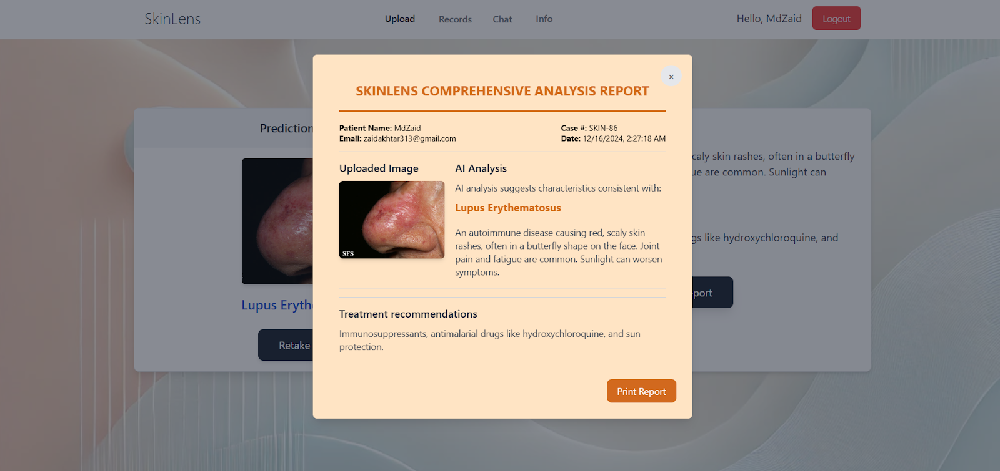 SkinLens
Upload
Records
Chat
Info
Hello, MdZaid
Logout
×
SKINLENS COMPREHENSIVE ANALYSIS REPORT
Patient Name: MdZaid
Email: zaidakhtar313@gmail.com
Case #: SKIN-86
Date: 12/16/2024, 2:27:18 AM
Uploaded Image
SFS
AI Analysis
AI analysis suggests characteristics consistent with:
Lupus Erythematosus
An autoimmune disease causing red, scaly skin
rashes, often in a butterfly shape on the face. Joint
pain and fatigue are common. Sunlight can worsen
symptoms.
Treatment recommendations
Immunosuppressants, antimalarial drugs like hydroxychloroquine, and sun
protection.
Print Report
Prediction
Lupus Eryth
Retake
caly skin rashes, often in a butterfly
ue are common. Sunlight can
gs like hydroxychloroquine, and
port